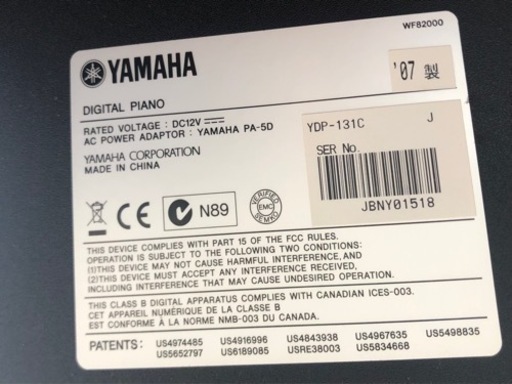 WF82000
YAMAHA
'07 製
DIGITAL PIANO
RATED VOLTAGE : DC12V
AC POWER ADAPTOR : YAMAHA PA-5D
YAMAHA CORPORATION
MADE IN CHINA
YDP-131C J
SER No.
JBNY01518
CE
N89
VERIFIED
EMC
SEMKO
THIS DEVICE COMPLIES WITH PART 15 OF THE FCC RULES.
OPERATION IS SUBJECT TO THE FOLLOWING TWO CONDITIONS:
(1)THIS DEVICE MAY NOT CAUSE HARMFUL INTERFERENCE, AND
(2)THIS DEVICE MUST ACCEPT ANY INTERFERENCE RECEIVED,
INCLUDING INTERFERENCE THAT MAY CAUSE UNDESIRED OPERATION.
THIS CLASS B DIGITAL APPARATUS COMPLIES WITH CANADIAN ICES-003.
CET APPAREIL NUMÉRIQUE DE LA CLASSE B
EST CONFORME À LA NORME NMB-003 DU CANADA.
PATENTS: US4974485 US4916996 US4843938 US4967635 US5498835
US5652797 US6189085 USRE38003 US5834668